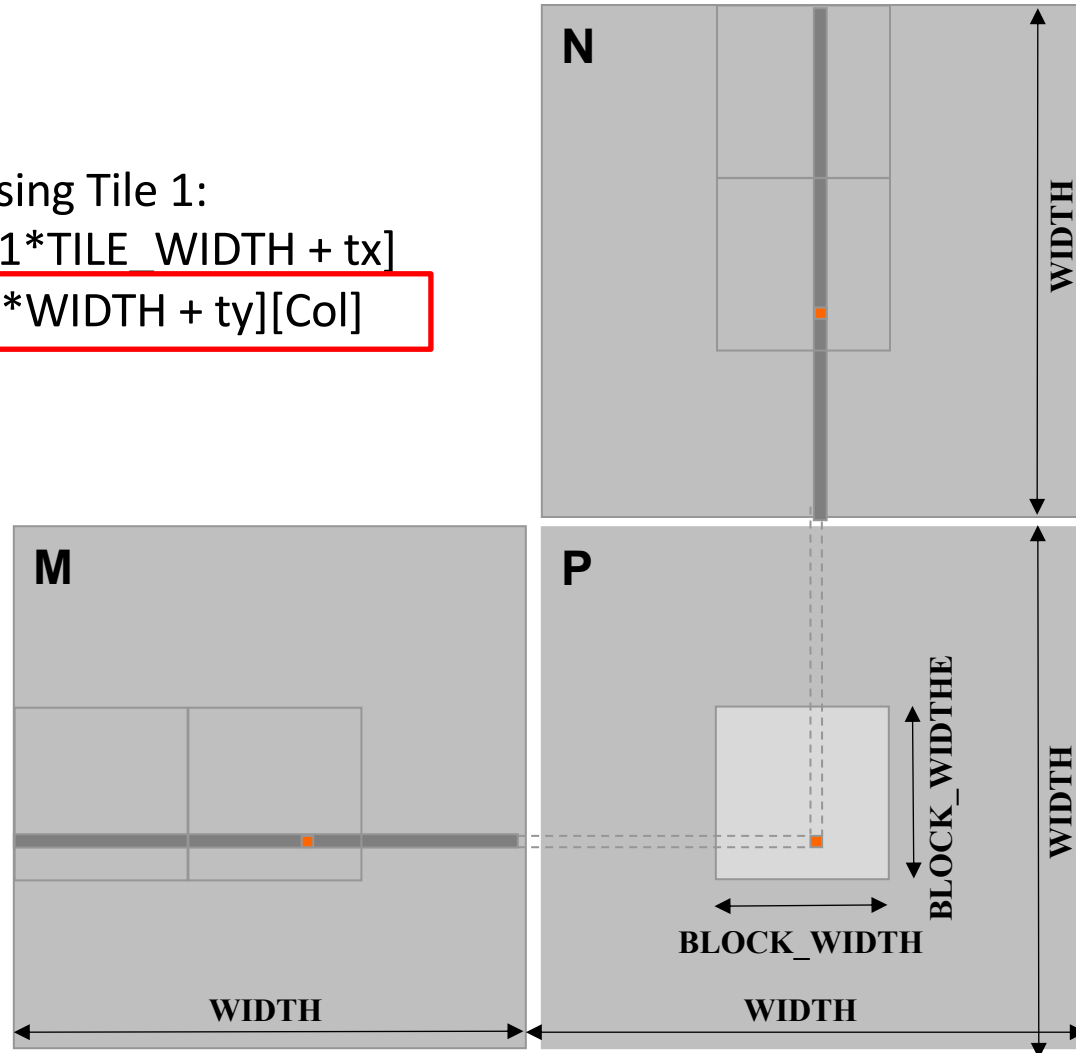 N
sing Tile 1:
1*TILE_WIDTH + tx]
*WIDTH + ty][Col]
WIDTH
M
P
BLOCK_WIDTHE
WIDTH
BLOCK_WIDTH
WIDTH
WIDTH